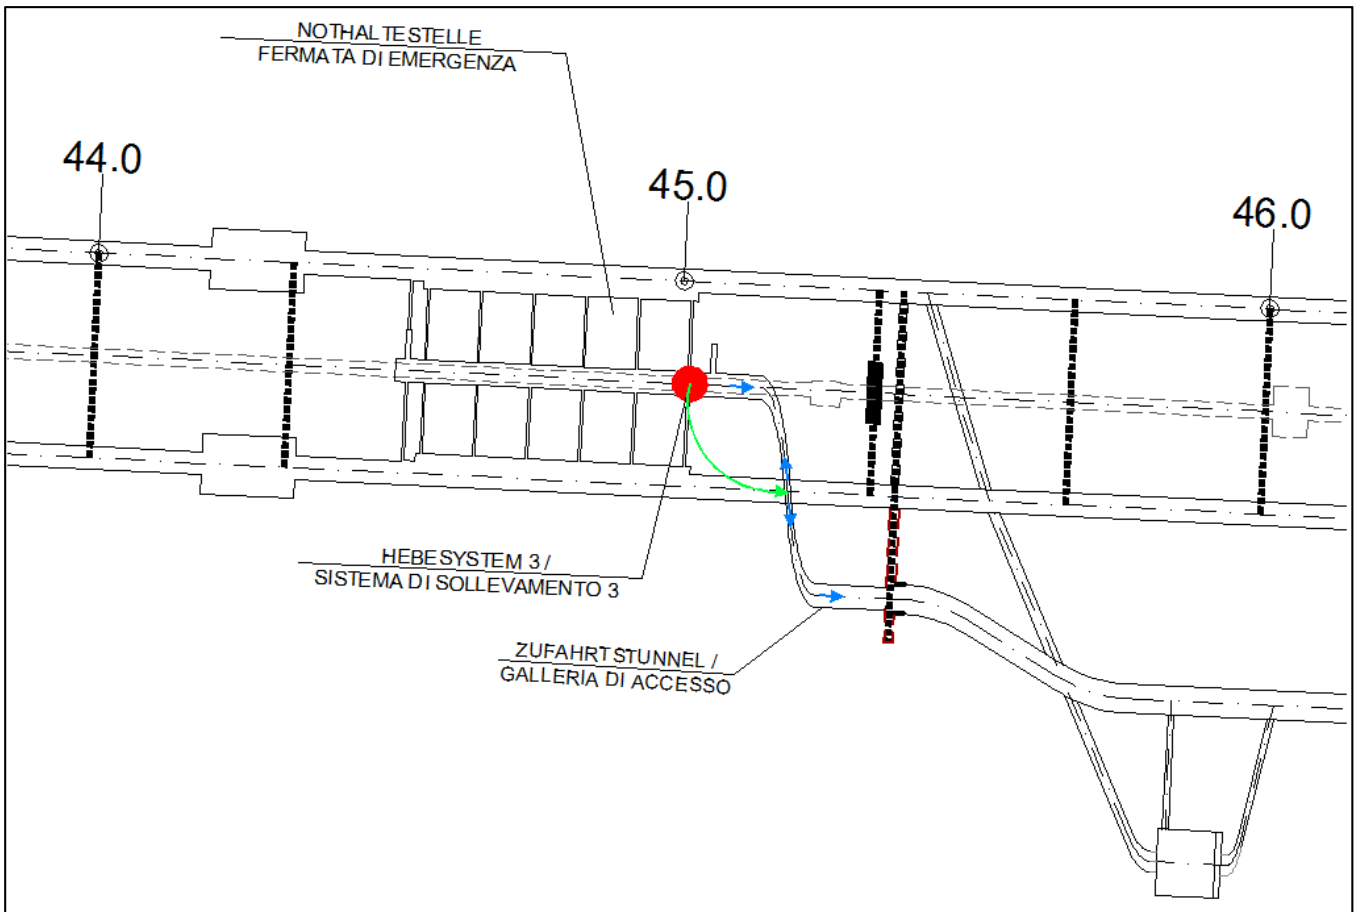 NOTHALTESTELLE
FERMATA DI EMERGENZA
44.0
45.0
46.0
HEBESYSTEM 3 /
SISTEMA DI SOLLEVAMENTO 3
ZUFAHRTSTUNNEL /
GALLERIA DI ACCESSO